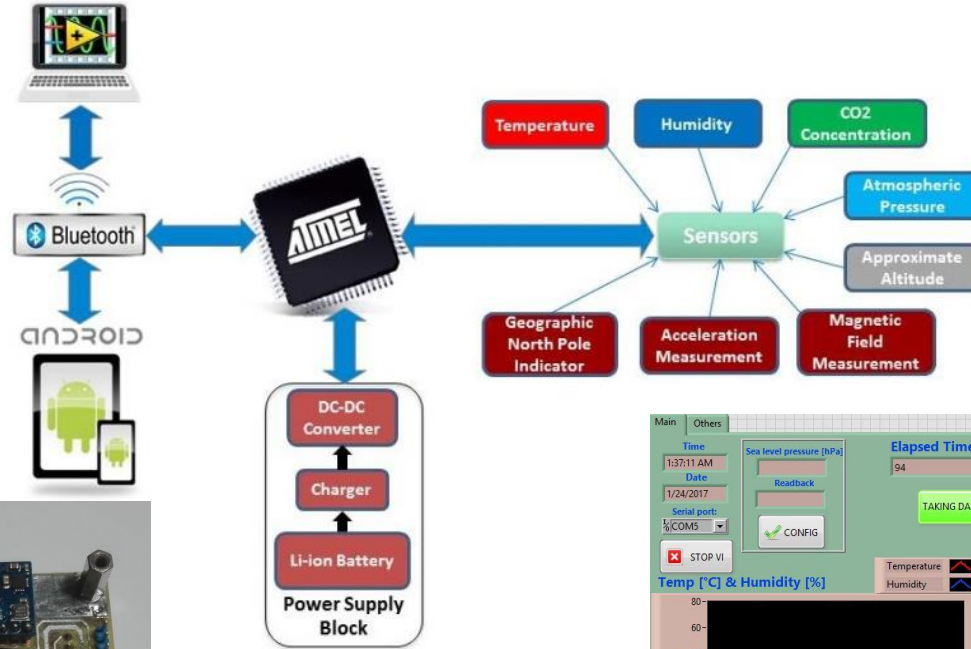 Bluetooth
ANDROID
ATMEL
Temperature
Humidity
CO2
Concentration
Atmospheric
Pressure
Sensors
Approximate
Altitude
Geographic
North Pole
Indicator
Acceleration
Measurement
Magnetic
Field
Measurement
DC-DC
Converter
Charger
Li-ion Battery
Power Supply
Block
Main
Others
Time
1:37:11 AM
Date
1/24/2017
Serial port:
COM5
STOP VI
Sea level pressure [hPa]
Readback
CONFIG
Elapsed Time
94
TAKING DA
Temp [°C] & Humidity [%]
Temperature
Humidity
80
60